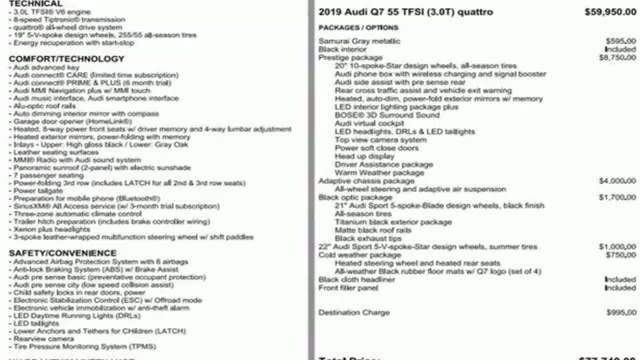 TECHNICAL
- 3.0L TFSI® V6 engine
- 8-speed Tiptronic® transmission
- quattro® all-wheel drive system
- 19" 5-V-spoke design wheels, 255/55 all-season tires
- Energy recuperation with start-stop
COMFORT/TECHNOLOGY
- Audi advanced key
- Audi connect® CARE (limited time subscription)
- Audi connect® PRIME & PLUS (6 month trial)
- Audi MMI Navigation plus w/ MMI touch
- Audi music interface, Audi smartphone interface
- Alu-optic roof rails
- Auto dimming interior mirror with compass
- Garage door opener (HomeLink®)
- Heated, 8-way power front seats w/ driver memory and 4-way lumbar adjustment
- Heated exterior mirrors, power-folding with memory
- Inlays - Upper: High gloss black / Lower: Gray Oak
- Leather seating surfaces
- MMI® Radio with Audi sound system
- Panoramic sunroof (2-panel) with electric sunshade
- 7 passenger seating
- Power-folding 3rd row (includes LATCH for all 2nd & 3rd row seats)
- Power tailgate
- Preparation for mobile phone (Bluetooth®)
- SiriusXM® All Access service (w/ 3-month trial subscription)
- Three-zone automatic climate control
- Trailer hitch preparation (includes brake controller wiring)
- Xenon plus headlights
- 3-spoke leather-wrapped multifunction steering wheel w/ shift paddles
SAFETY/CONVENIENCE
- Advanced Airbag Protection System with 6 airbags
- Anti-lock Braking System (ABS) w/ Brake Assist
- Audi pre sense basic (preventative occupant protection)
- Audi pre sense city (low speed collision assist)
- Child safety locks in rear doors, power
- Electronic Stabilization Control (ESC) w/ Offroad mode
- Electronic vehicle immobilization w/ anti-theft alarm
- LED Daytime Running Lights (DRLs)
- LED taillights
- Lower Anchors and Tethers for Children (LATCH)
- Rearview camera
- Tire Pressure Monitoring System (TPMS)
2019 Audi Q7 55 TFSI (3.0T) quattro $59,950.00
PACKAGES / OPTIONS
Samurai Gray metallic $595.00
Black interior Included
Prestige package $8,750.00
20" 10-spoke-Star design wheels, all-season tires
Audi phone box with wireless charging and signal booster
Audi side assist with pre sense rear
Rear cross traffic assist and vehicle exit warning
Heated, auto-dim, power-fold exterior mirrors w/ memory
LED interior lighting package plus
BOSE® 3D Surround Sound
Audi virtual cockpit
LED headlights, DRLs & LED taillights
Top view camera system
Power soft close doors
Head up display
Driver Assistance package
Warm Weather package
Adaptive chassis package $4,000.00
All-wheel steering and adaptive air suspension
Black optic package $1,700.00
21" Audi Sport 5-spoke-Blade design wheels, black finish
All-season tires
Titanium black exterior package
Matte black roof rails
Black exhaust tips
22" Audi Sport 5-V-spoke-Star design wheels, summer tires $1,000.00
Cold weather package $750.00
Heated steering wheel and heated rear seats
All-weather Black rubber floor mats w/ Q7 logo (set of 4)
Black cloth headliner Included
Front filler panel Included
Destination Charge $995.00
Total Price: $77,740.00